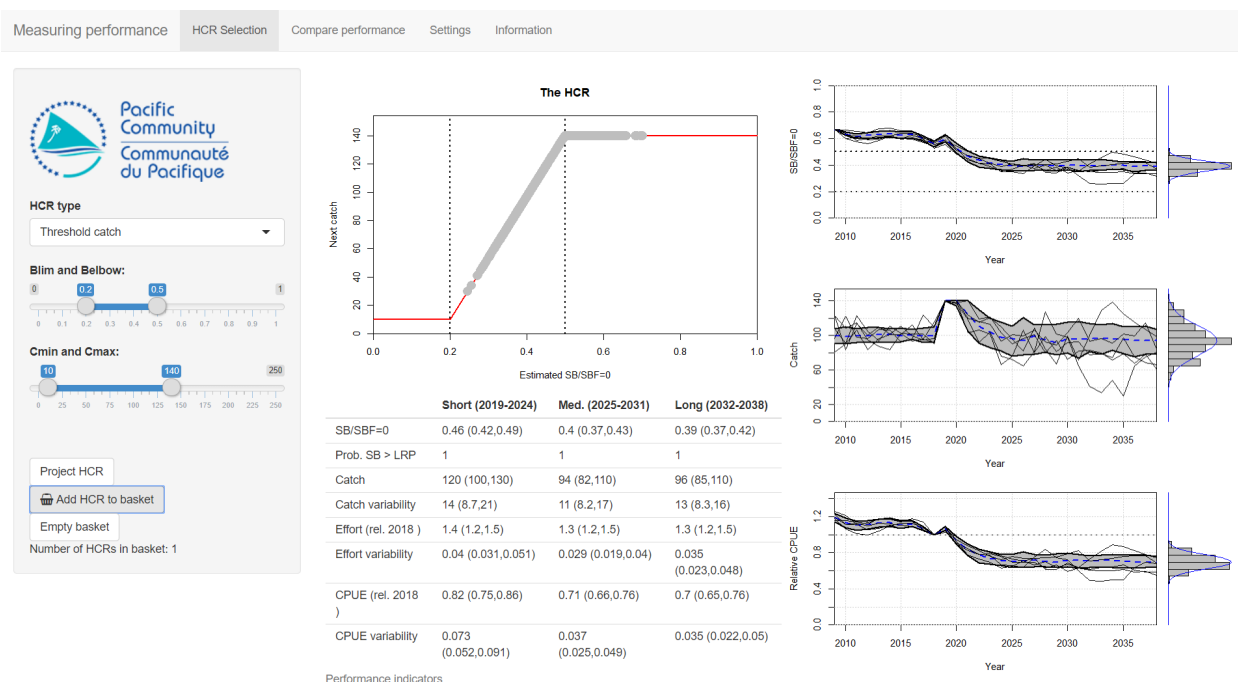 Measuring performance HCR Selection Compare performance Settings Information
Pacific
Community
Communauté
du Pacifique
HCR type
Threshold catch
Blim and Belbow:
0 0.2 0.5 1
0 0.1 0.2 0.3 0.4 0.5 0.6 0.7 0.8 0.9 1
Cmin and Cmax:
10 140 250
0 25 50 75 100 125 150 175 200 225 250
Project HCR
Add HCR to basket
Empty basket
Number of HCRs in basket: 1
The HCR
Next catch
0 20 40 60 80 100 120 140
0.0 0.2 0.4 0.6 0.8 1.0
Estimated SB/SBF=0
Short (2019-2024) Med. (2025-2031) Long (2032-2038)
SB/SBF=0 0.46 (0.42,0.49) 0.4 (0.37,0.43) 0.39 (0.37,0.42)
Prob. SB > LRP 1 1 1
Catch 120 (100,130) 94 (82,110) 96 (85,110)
Catch variability 14 (8.7,21) 11 (8.2,17) 13 (8.3,16)
Effort (rel. 2018 ) 1.4 (1.2,1.5) 1.3 (1.2,1.5) 1.3 (1.2,1.5)
Effort variability 0.04 (0.031,0.051) 0.029 (0.019,0.04) 0.035
(0.023,0.048)
CPUE (rel. 2018 0.82 (0.75,0.86) 0.71 (0.66,0.76) 0.7 (0.65,0.76)
)
CPUE variability 0.073 0.037 0.035 (0.022,0.05)
(0.052,0.091) (0.025,0.049)
Performance indicators
SB/SBF=0
0.0 0.2 0.4 0.6 0.8 1.0
2010 2015 2020 2025 2030 2035
Year
Catch
0 20 60 100 140
2010 2015 2020 2025 2030 2035
Year
Relative CPUE
0.0 0.4 0.8 1.2
2010 2015 2020 2025 2030 2035
Year